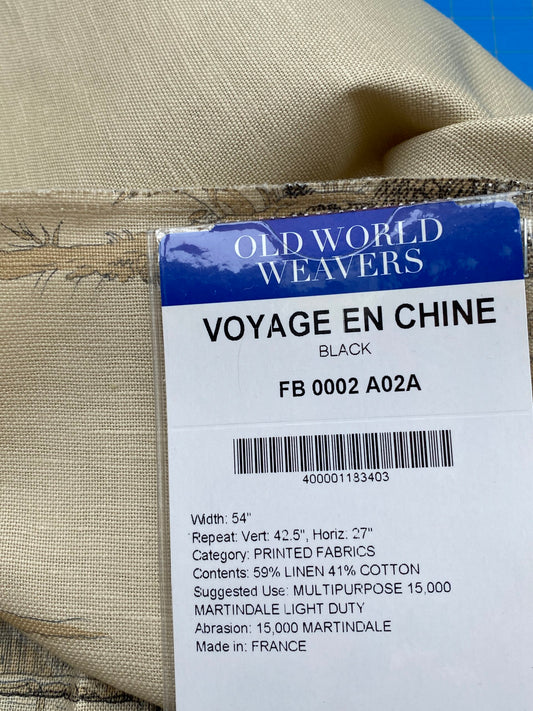 OLD WORLD
WEAVERS
VOYAGE EN CHINE
BLACK
FB 0002 A02A
400001183403
Width: 54"
Repeat: Vert: 42.5", Horiz: 27"
Category: PRINTED FABRICS
Contents: 59% LINEN 41% COTTON
Suggested Use: MULTIPURPOSE 15,000
MARTINDALE LIGHT DUTY
Abrasion: 15,000 MARTINDALE
Made in: FRANCE